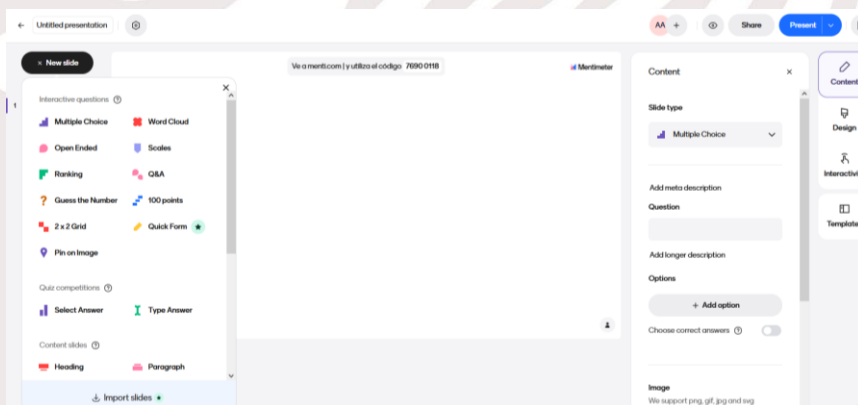 Untitled presentation
AA +
Share
Present
+ New slide
Ve a menti.com | y utiliza el código 7690 0118
Mentimeter
1
Interactive questions
Multiple Choice
Word Cloud
Open Ended
Scales
Ranking
Q&A
Guess the Number
100 points
2 x 2 Grid
Quick Form
Pin on Image
Quiz competitions
Select Answer
Type Answer
Content slides
Heading
Paragraph
Import slides
Content
Slide type
Multiple Choice
Add meta description
Question
Add longer description
Options
+ Add option
Choose correct answers
Image
We support png, gif, jpg and svg
Content
Design
Interactivi
Template